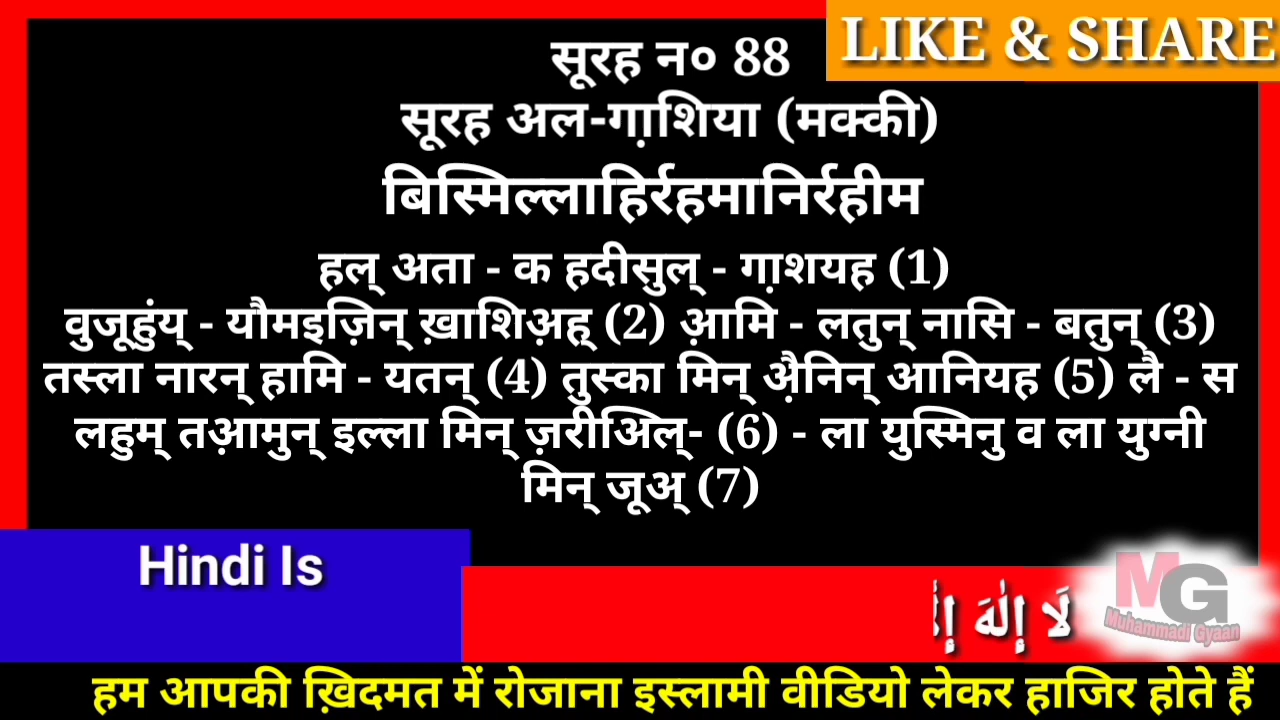 LIKE & SHARE
सूरह न० 88
सूरह अल-ग़ाशिया (मक्की)
बिस्मिल्लाहिर्रहमानिर्रहीम
हल् अता - क हदीसुल् - ग़ाशयह (1)
वुजूहुंय् - यौमइज़िन् ख़ाशिअ़ह् (2) आ़मि - लतुन् नासि - बतुन् (3)
तस्ला नारन् हामि - यतन् (4) तुस्का मिन् अै़निन् आनियह (5) लै - स
लहुम् तआ़मुन् इल्ला मिन् ज़रीअिल्- (6) - ला युस्मिनु व ला युग्नी
मिन् जूअ् (7)
Hindi Is
لَا إِلٰهَ
MG
Muhammadi Gyaan
हम आपकी ख़िदमत में रोजाना इस्लामी वीडियो लेकर हाजिर होते हैं